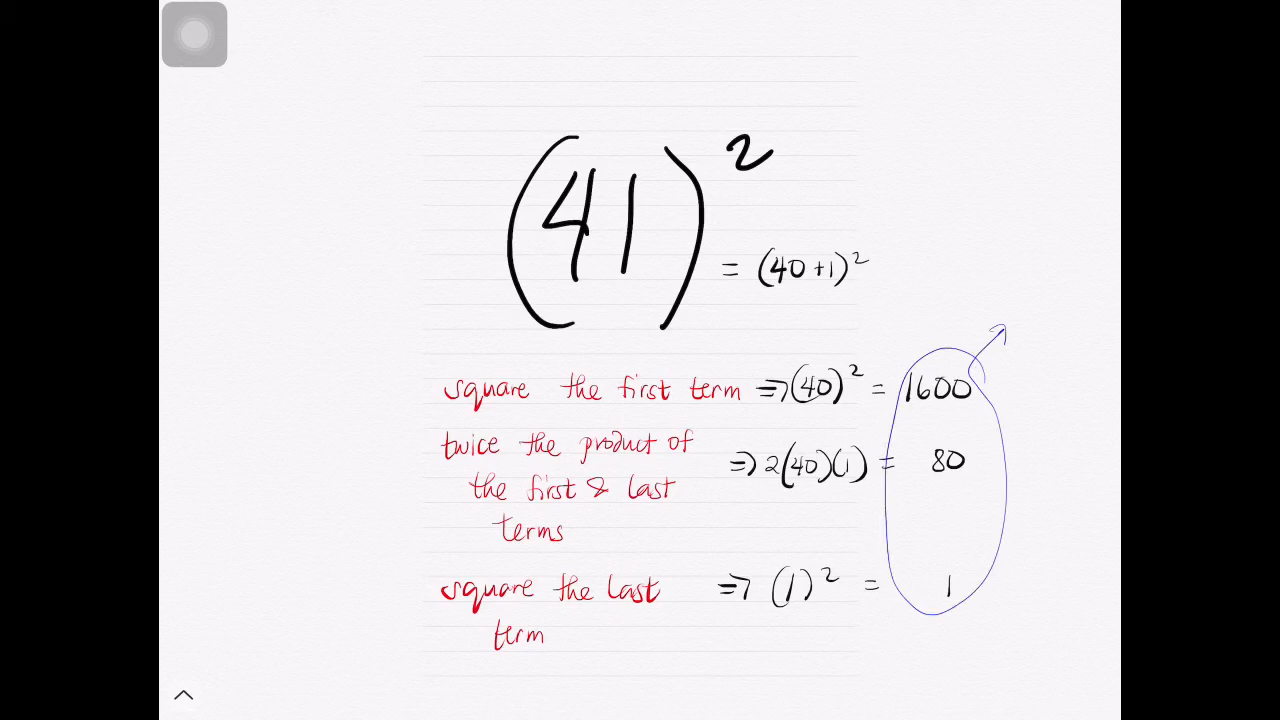 (41)²
= (40+1)²
square the first term ⇒ (40)² = 1600
twice the product of
the first & last ⇒ 2(40)(1) = 80
terms
square the last ⇒ (1)² = 1
term